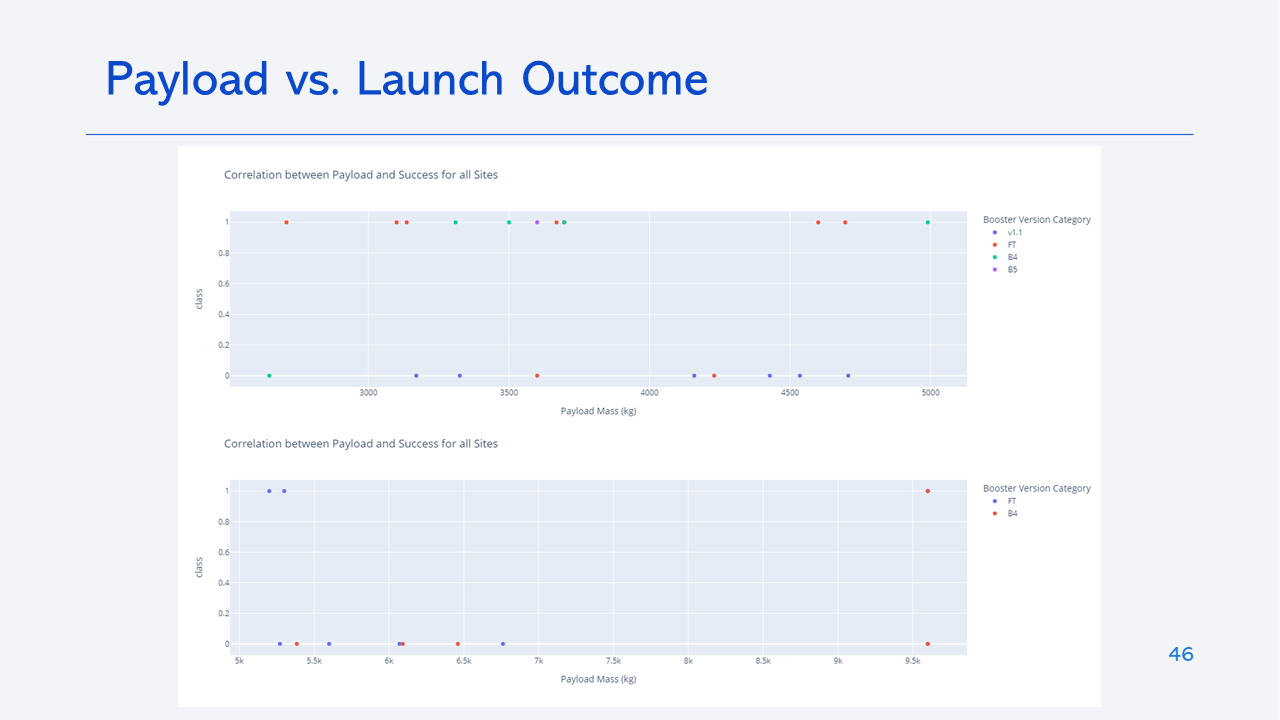 Payload vs. Launch Outcome
Correlation between Payload and Success for all Sites
Booster Version Category
v1.1
FT
B4
B5
1
0.8
0.6
0.4
0.2
0
class
3000 3500 4000 4500 5000
Payload Mass (kg)
Correlation between Payload and Success for all Sites
Booster Version Category
FT
B4
1
0.8
0.6
0.4
0.2
0
class
5k 5.5k 6k 6.5k 7k 7.5k 8k 8.5k 9k 9.5k
Payload Mass (kg)
46